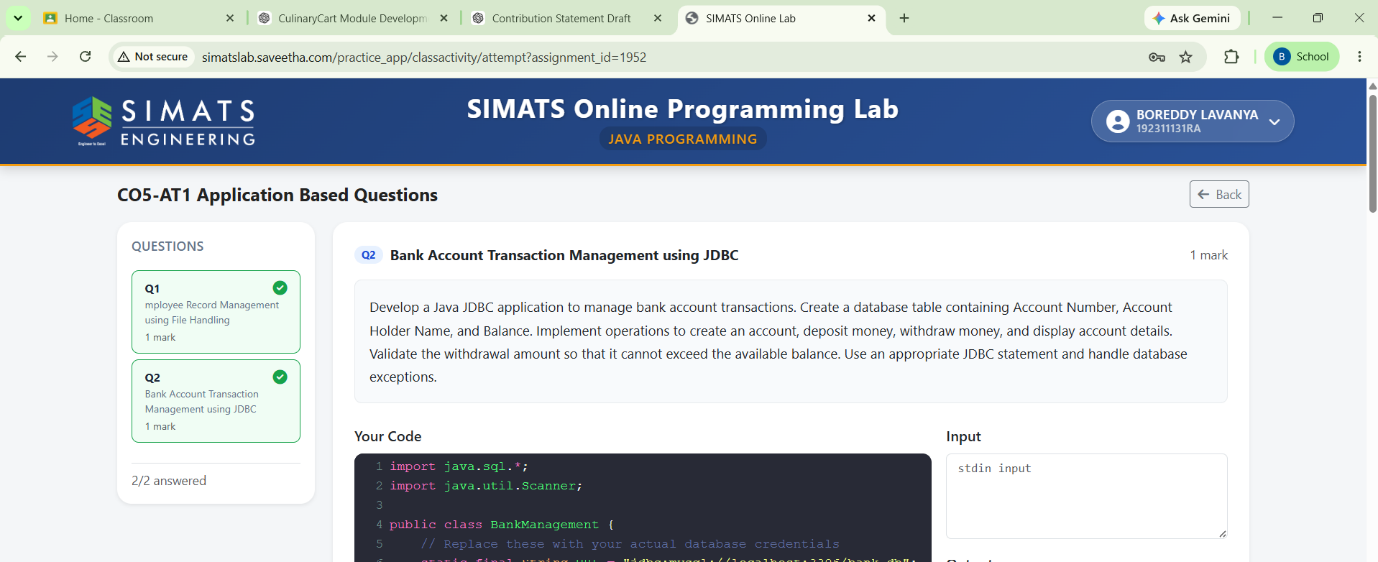 Home - Classroom
CulinaryCart Module Developm
Contribution Statement Draft
SIMATS Online Lab
Ask Gemini
Not secure
simatslab.saveetha.com/practice_app/classactivity/attempt?assignment_id=1952
B School
SIMATS
ENGINEERING
Engineer to Excel
SIMATS Online Programming Lab
JAVA PROGRAMMING
BOREDDY LAVANYA
192311131RA
CO5-AT1 Application Based Questions
Back
QUESTIONS
Q1
mployee Record Management
using File Handling
1 mark
Q2
Bank Account Transaction
Management using JDBC
1 mark
2/2 answered
Q2 Bank Account Transaction Management using JDBC
1 mark
Develop a Java JDBC application to manage bank account transactions. Create a database table containing Account Number, Account
Holder Name, and Balance. Implement operations to create an account, deposit money, withdraw money, and display account details.
Validate the withdrawal amount so that it cannot exceed the available balance. Use an appropriate JDBC statement and handle database
exceptions.
Your Code
1 import java.sql.*;
2 import java.util.Scanner;
3
4 public class BankManagement {
5 // Replace these with your actual database credentials
Input
stdin input